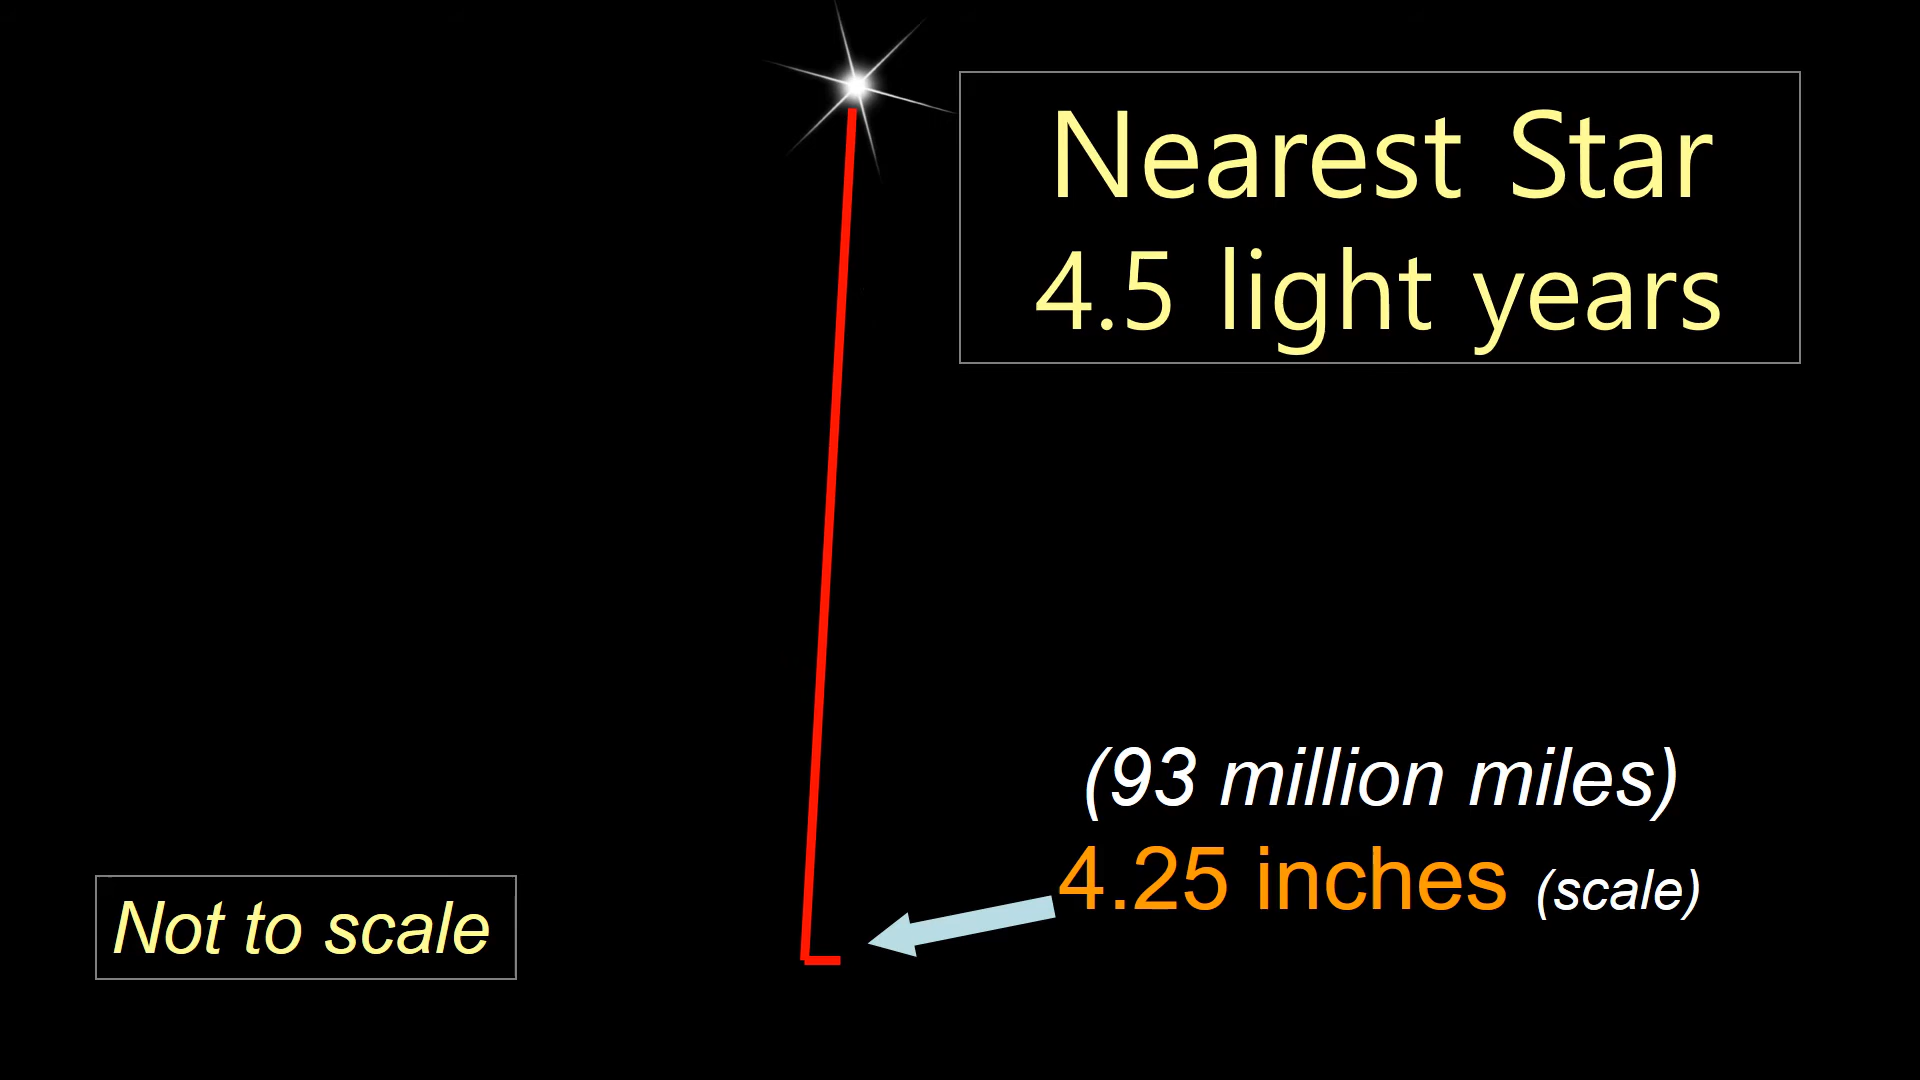 Nearest Star
4.5 light years
(93 million miles)
4.25 inches (scale)
Not to scale